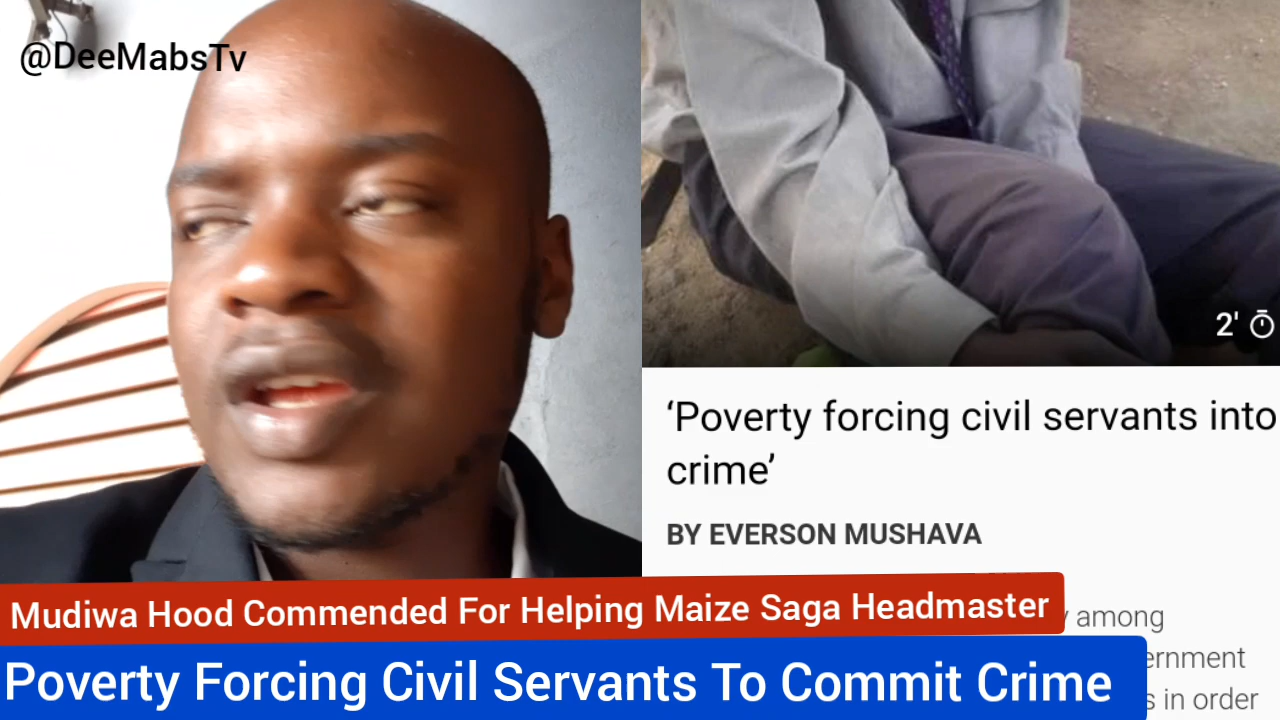 @DeeMabsTv
2'
‘Poverty forcing civil servants into
crime’
BY EVERSON MUSHAVA
Mudiwa Hood Commended For Helping Maize Saga Headmaster
among
Poverty Forcing Civil Servants To Commit Crime
in order